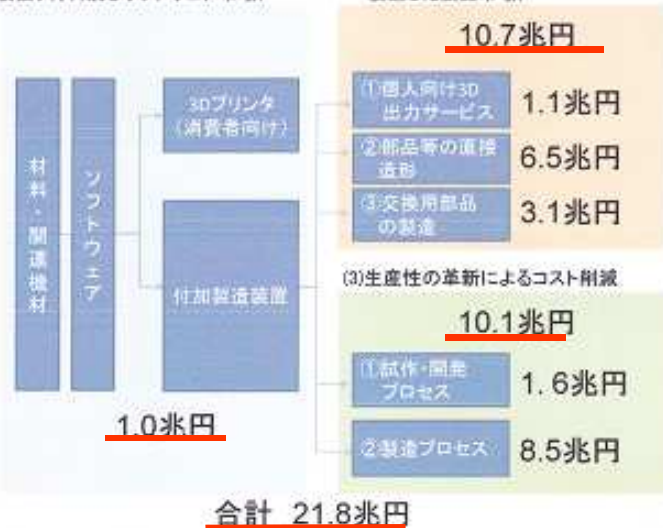 10.7兆円
材料・関連機材
ソフトウェア
3Dプリンタ
(消費者向け)
付加製造装置
1.0兆円
①個人向け3D
出力サービス
1.1兆円
②部品等の直接
造形
6.5兆円
③交換用部品
の製造
3.1兆円
(3)生産性の革新によるコスト削減
10.1兆円
①試作・開発
プロセス
1.6兆円
②製造プロセス
8.5兆円
合計 21.8兆円